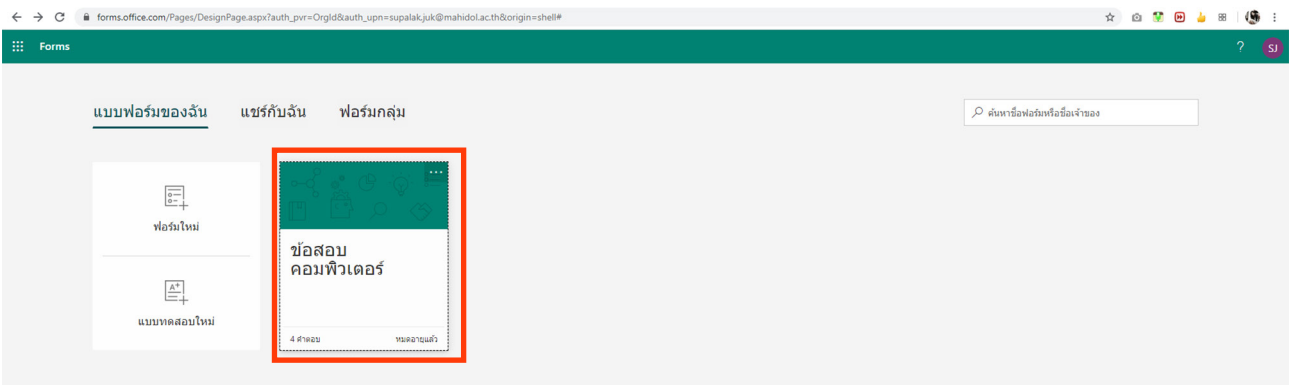 forms.office.com/Pages/DesignPage.aspx?auth_pvr=OrgId&auth_upn=supalak.juk@mahidol.ac.th&origin=shell#
Forms
?
SJ
แบบฟอร์มของฉัน แชร์กับฉัน ฟอร์มกลุ่ม
ค้นหาชื่อฟอร์มหรือชื่อเจ้าของ
ฟอร์มใหม่
A+
แบบทดสอบใหม่
ข้อสอบ
คอมพิวเตอร์
4 คำตอบ หมดอายุแล้ว